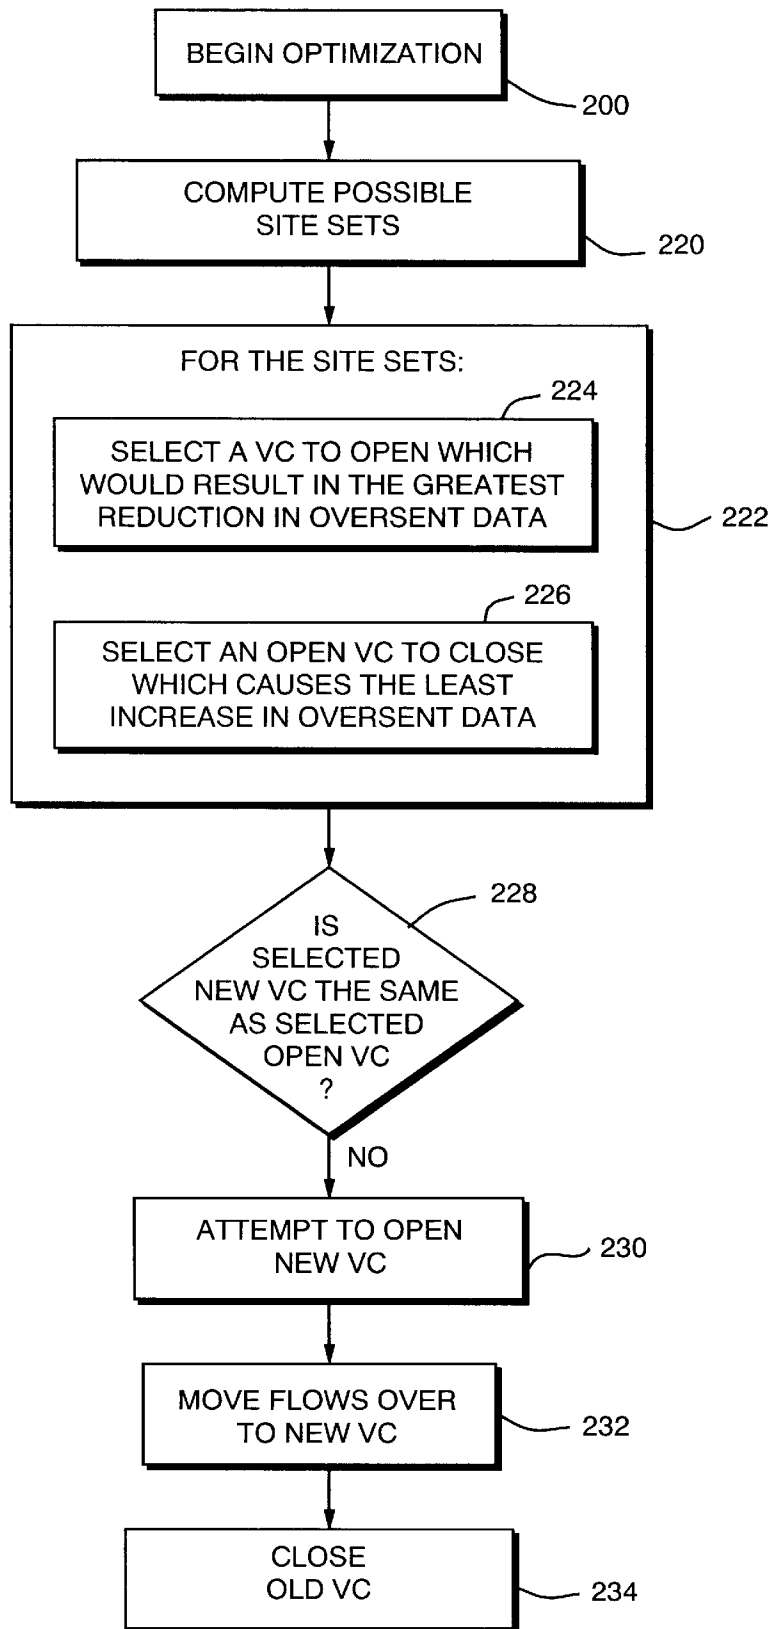 BEGIN OPTIMIZATION
200
COMPUTE POSSIBLE
SITE SETS
220
FOR THE SITE SETS:
224
SELECT A VC TO OPEN WHICH
WOULD RESULT IN THE GREATEST
REDUCTION IN OVERSENT DATA
222
226
SELECT AN OPEN VC TO CLOSE
WHICH CAUSES THE LEAST
INCREASE IN OVERSENT DATA
228
IS
SELECTED
NEW VC THE SAME
AS SELECTED
OPEN VC
?
NO
ATTEMPT TO OPEN
NEW VC
230
MOVE FLOWS OVER
TO NEW VC
232
CLOSE
OLD VC
234